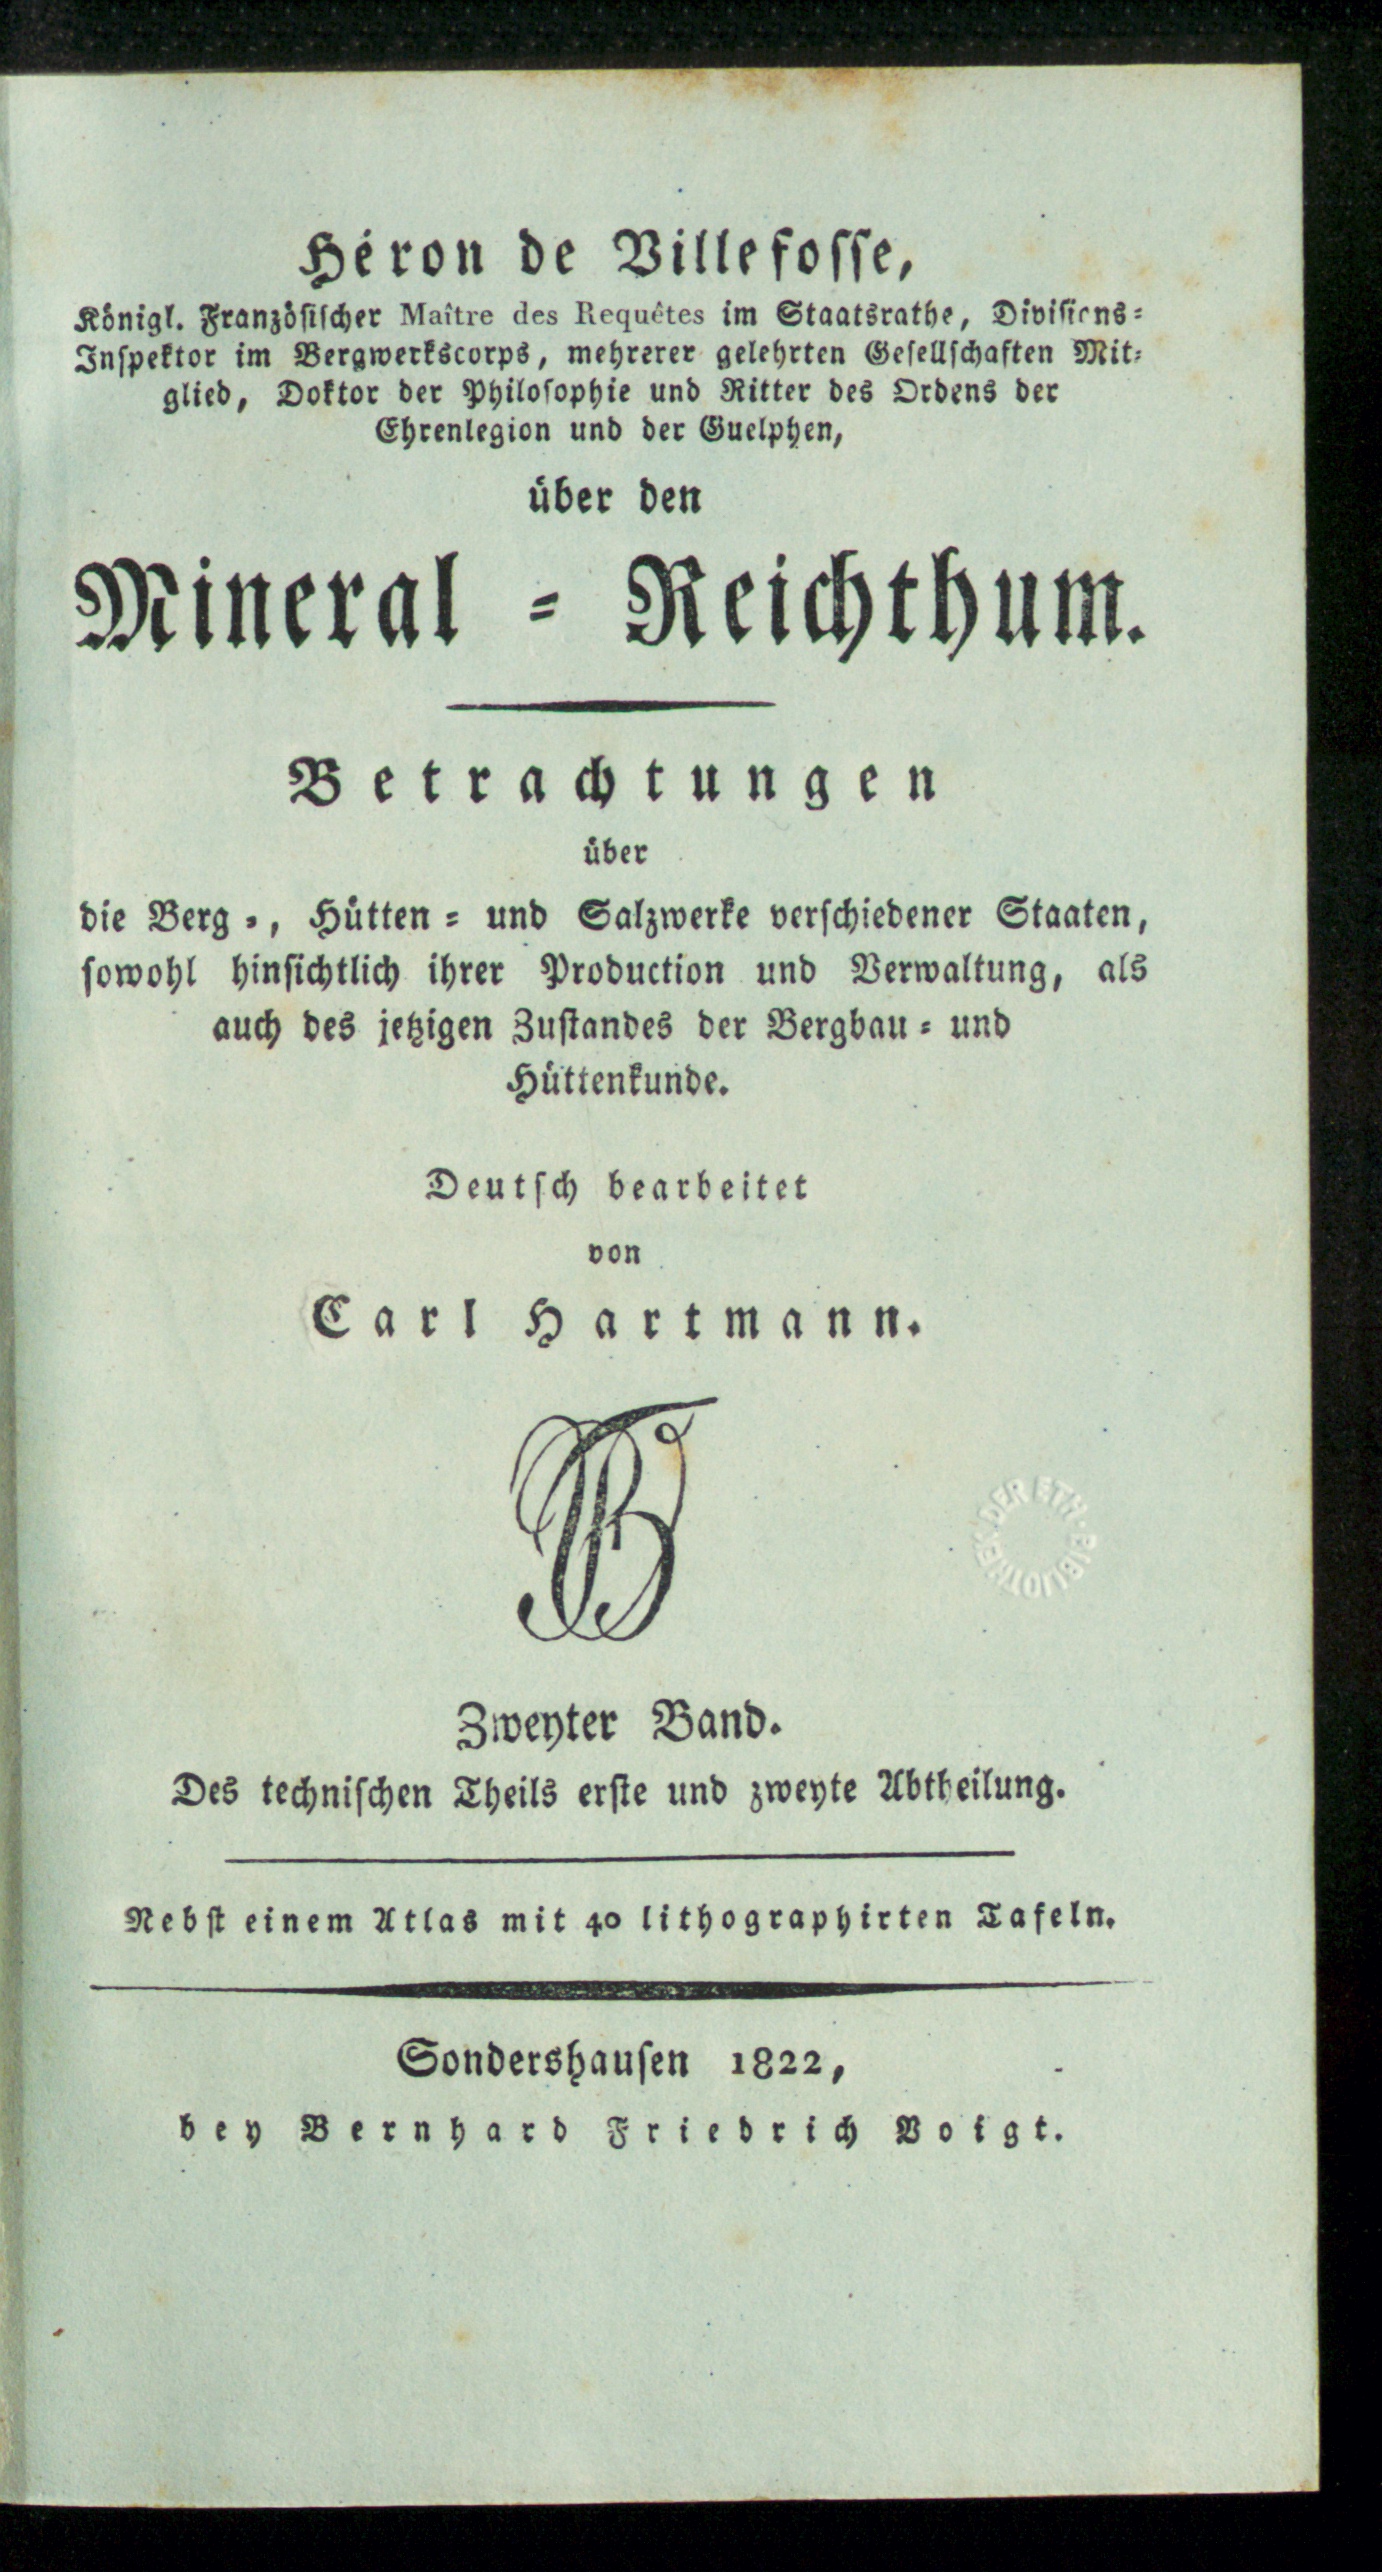 Héron de Villefosse,
Königl. Französischer Maître des Requêtes im Staatsrathe, Divisions-
Inspektor im Bergwerkscorps, mehrerer gelehrten Gesellschaften Mit-
glied, Doktor der Philosophie und Ritter des Ordens der
Ehrenlegion und der Guelphen,
über den
Mineral - Reichthum.
Betrachtungen
über
die Berg-, Hütten- und Salzwerke verschiedener Staaten,
sowohl hinsichtlich ihrer Production und Verwaltung, als
auch des jetzigen Zustandes der Bergbau- und
Hüttenkunde.
Deutsch bearbeitet
von
Carl Hartmann.
Zweyter Band.
Des technischen Theils erste und zweyte Abtheilung.
Nebst einem Atlas mit 40 lithographirten Tafeln.
Sondershausen 1822,
bey Bernhard Friedrich Voigt.
BIBLIOTHEK DER ETH